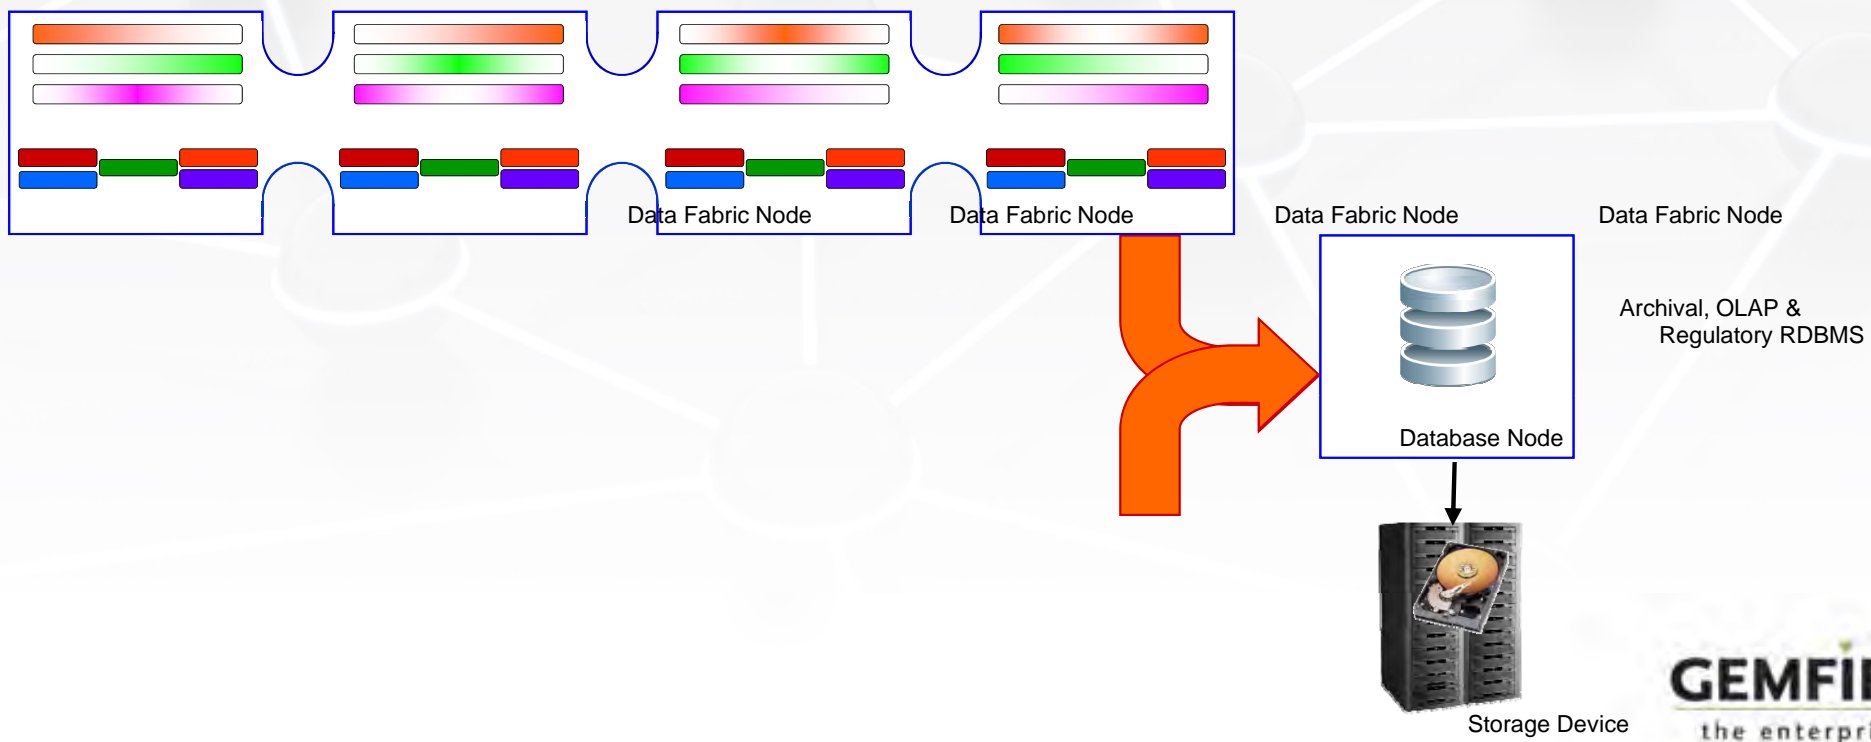 Data Fabric Node
Data Fabric Node
Data Fabric Node
Data Fabric Node
Archival, OLAP &
Regulatory RDBMS
Database Node
Storage Device
the